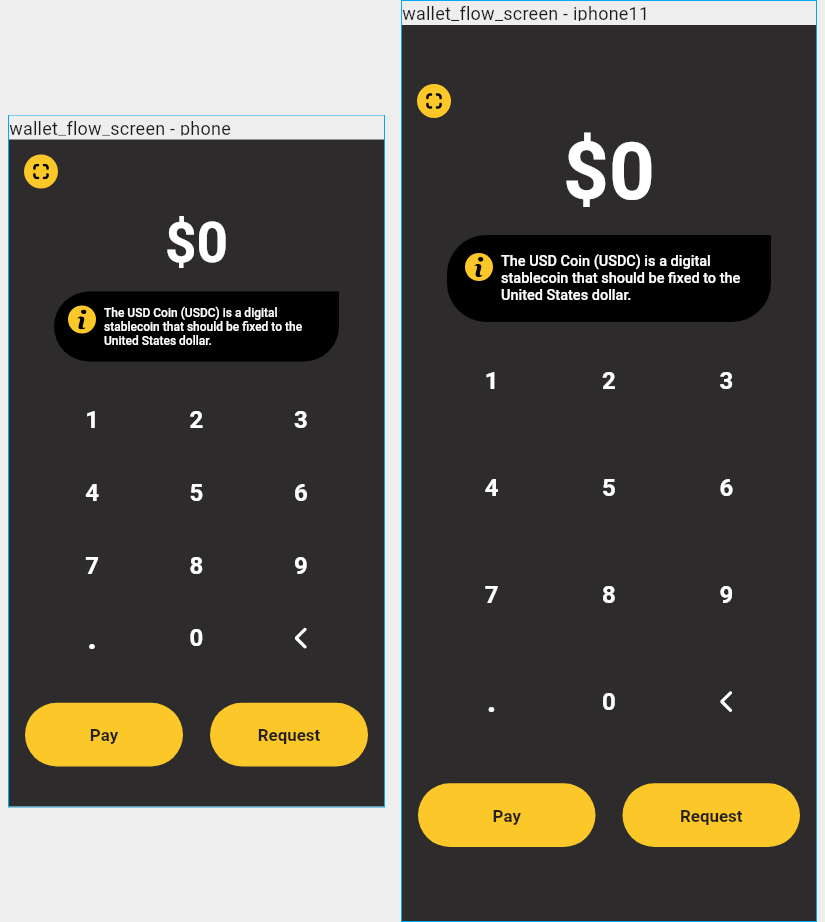 wallet_flow_screen - phone
$0
i
The USD Coin (USDC) is a digital
stablecoin that should be fixed to the
United States dollar.
1 2 3
4 5 6
7 8 9
. 0 <
Pay Request
wallet_flow_screen - iphone11
$0
i
The USD Coin (USDC) is a digital
stablecoin that should be fixed to the
United States dollar.
1 2 3
4 5 6
7 8 9
. 0 <
Pay Request